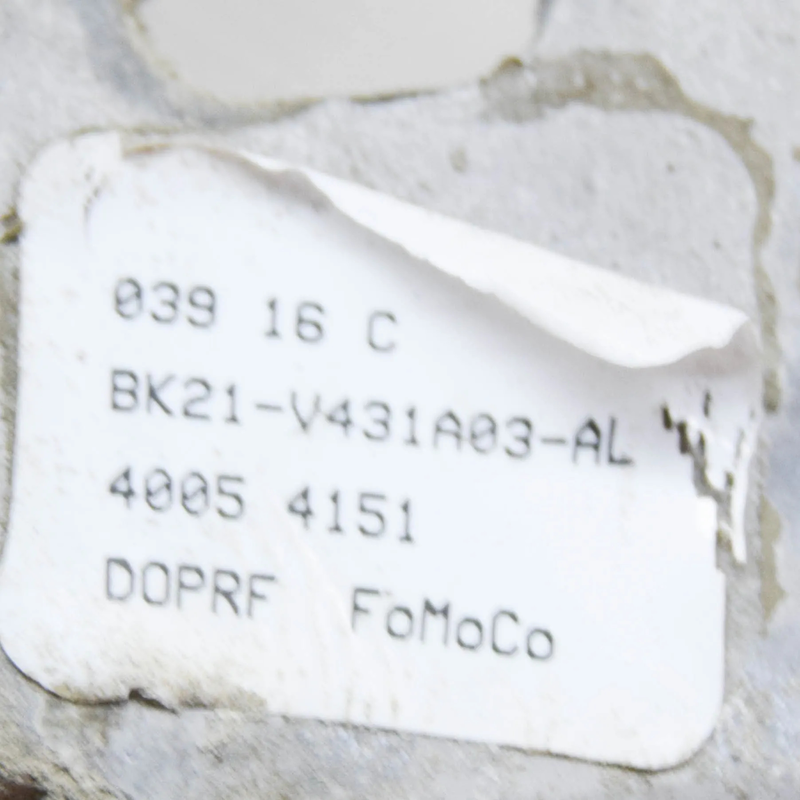 039 16 C
BK21-V431A03-AL
4005 4151
DOPRF FoMoCo